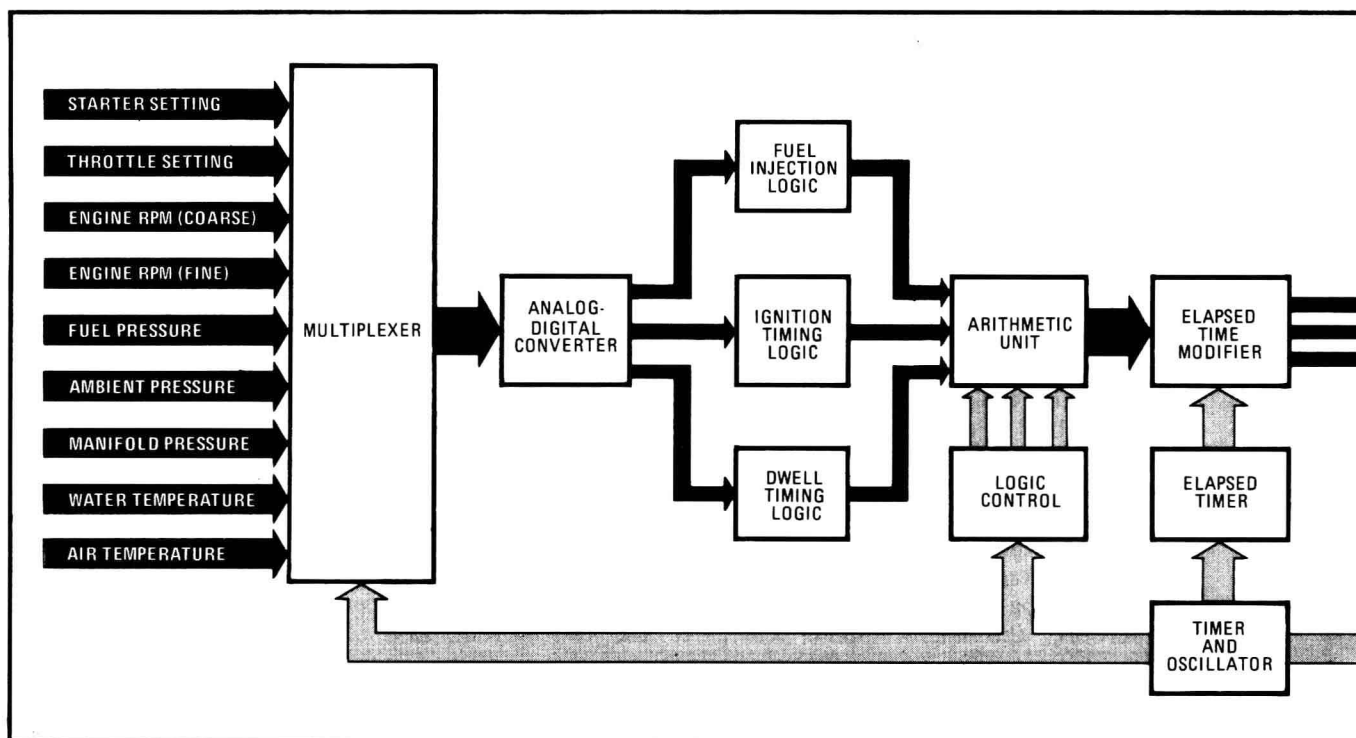 STARTER SETTING
THROTTLE SETTING
ENGINE RPM (COARSE)
ENGINE RPM (FINE)
FUEL PRESSURE
AMBIENT PRESSURE
MANIFOLD PRESSURE
WATER TEMPERATURE
AIR TEMPERATURE
MULTIPLEXER
ANALOG-
DIGITAL
CONVERTER
FUEL
INJECTION
LOGIC
IGNITION
TIMING
LOGIC
DWELL
TIMING
LOGIC
ARITHMETIC
UNIT
LOGIC
CONTROL
ELAPSED
TIME
MODIFIER
ELAPSED
TIMER
TIMER
AND
OSCILLATOR